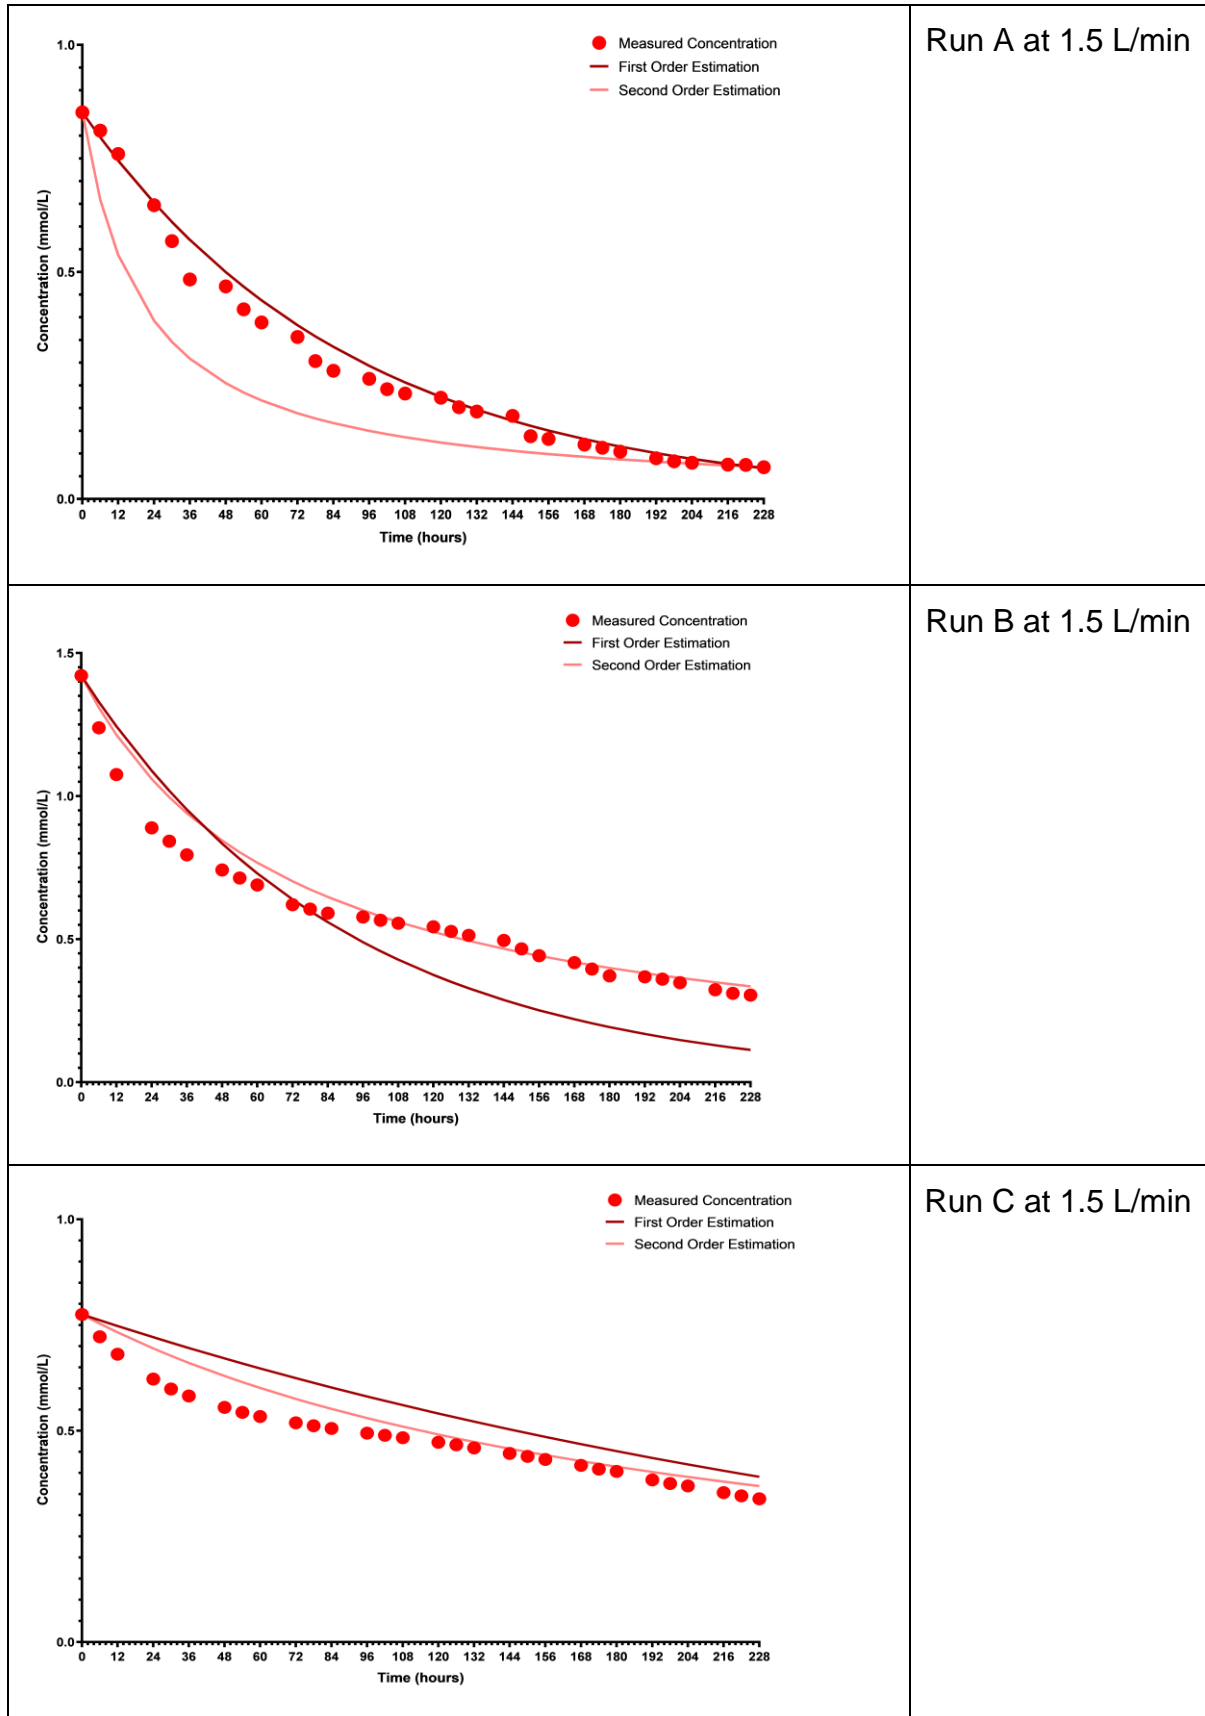 Run A at 1.5 L/min
Measured Concentration
First Order Estimation
Second Order Estimation
1.0
0.5
0.0
Concentration (mmol/L)
0 12 24 36 48 60 72 84 96 108 120 132 144 156 168 180 192 204 216 228
Time (hours)
Run B at 1.5 L/min
Measured Concentration
First Order Estimation
Second Order Estimation
1.5
1.0
0.5
0.0
Concentration (mmol/L)
0 12 24 36 48 60 72 84 96 108 120 132 144 156 168 180 192 204 216 228
Time (hours)
Run C at 1.5 L/min
Measured Concentration
First Order Estimation
Second Order Estimation
1.0
0.5
0.0
Concentration (mmol/L)
0 12 24 36 48 60 72 84 96 108 120 132 144 156 168 180 192 204 216 228
Time (hours)